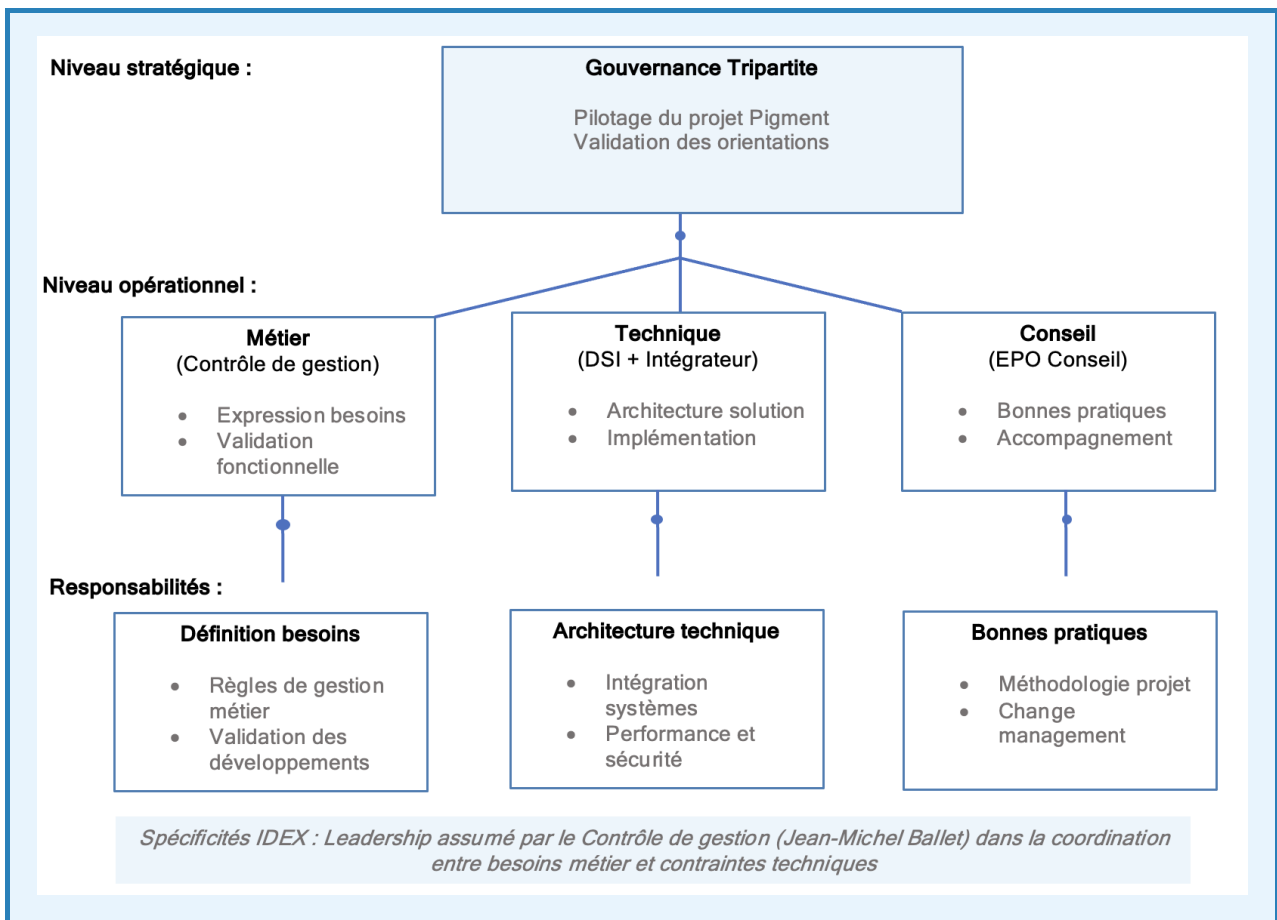 Niveau stratégique :
Gouvernance Tripartite
Pilotage du projet Pigment
Validation des orientations
Niveau opérationnel :
Métier
(Contrôle de gestion)
• Expression besoins
• Validation
fonctionnelle
Technique
(DSI + Intégrateur)
• Architecture solution
• Implémentation
Conseil
(EPO Conseil)
• Bonnes pratiques
• Accompagnement
Responsabilités :
Définition besoins
• Règles de gestion
métier
• Validation des
développements
Architecture technique
• Intégration
systèmes
• Performance et
sécurité
Bonnes pratiques
• Méthodologie projet
• Change
management
Spécificités IDEX : Leadership assumé par le Contrôle de gestion (Jean-Michel Ballet) dans la coordination
entre besoins métier et contraintes techniques